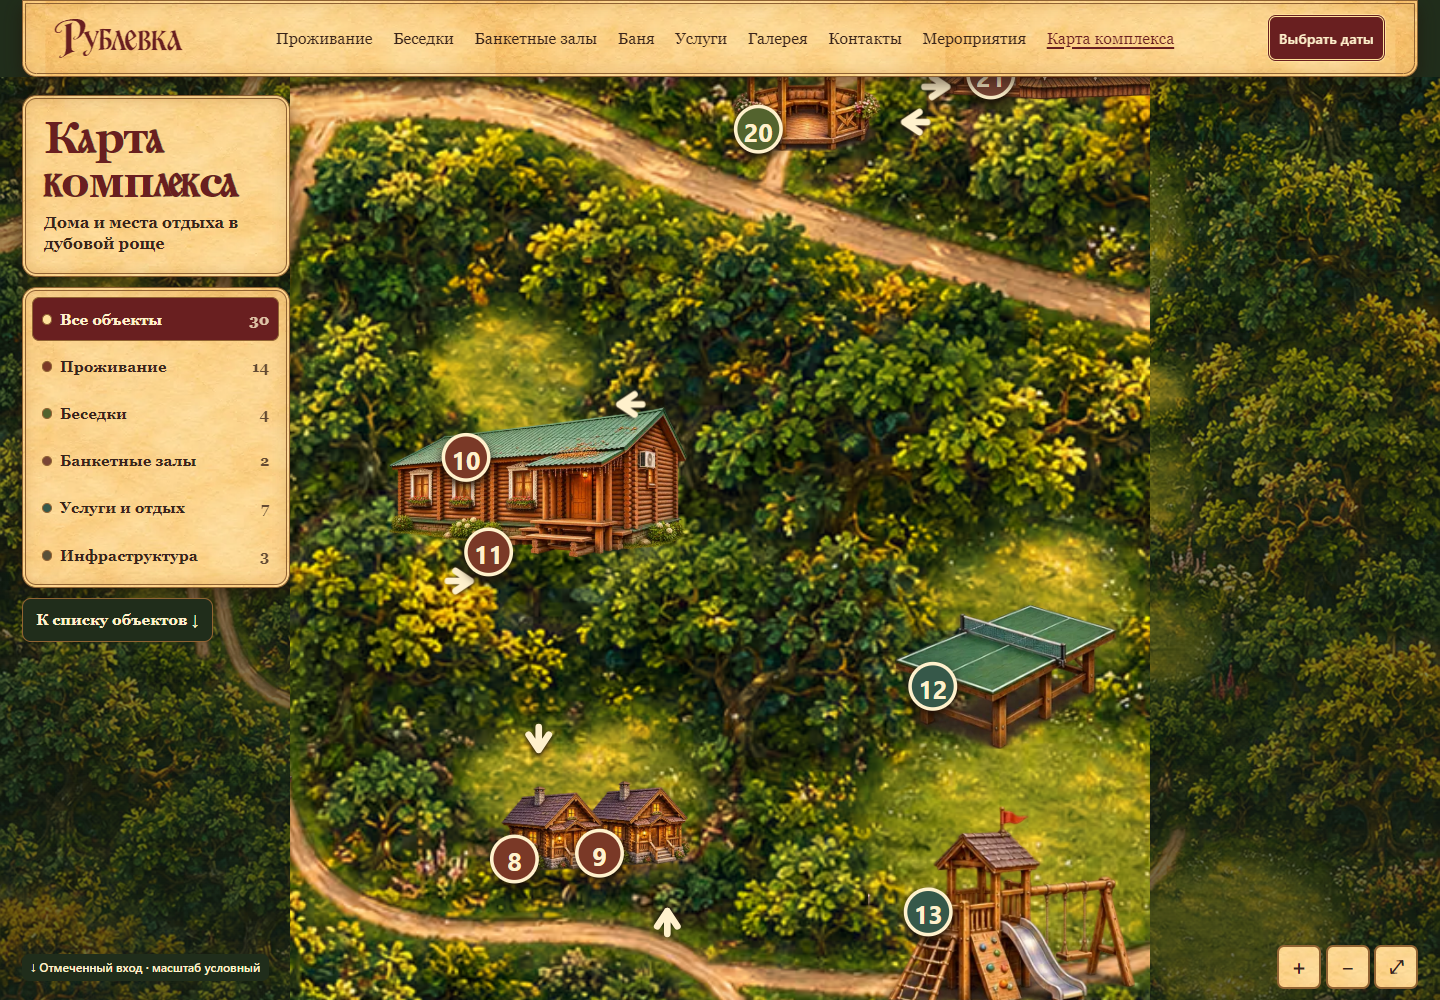 Рублевка
Проживание
Беседки
Банкетные залы
Баня
Услуги
Галерея
Контакты
Мероприятия
Карта комплекса
Выбрать даты
Карта
комплекса
Дома и места отдыха в
дубовой роще
Все объекты 30
Проживание 14
Беседки 4
Банкетные залы 2
Услуги и отдых 7
Инфраструктура 3
К списку объектов ↓
↓ Отмеченный вход · масштаб условный
21
20
10
11
12
8
9
13
+
−
⤢